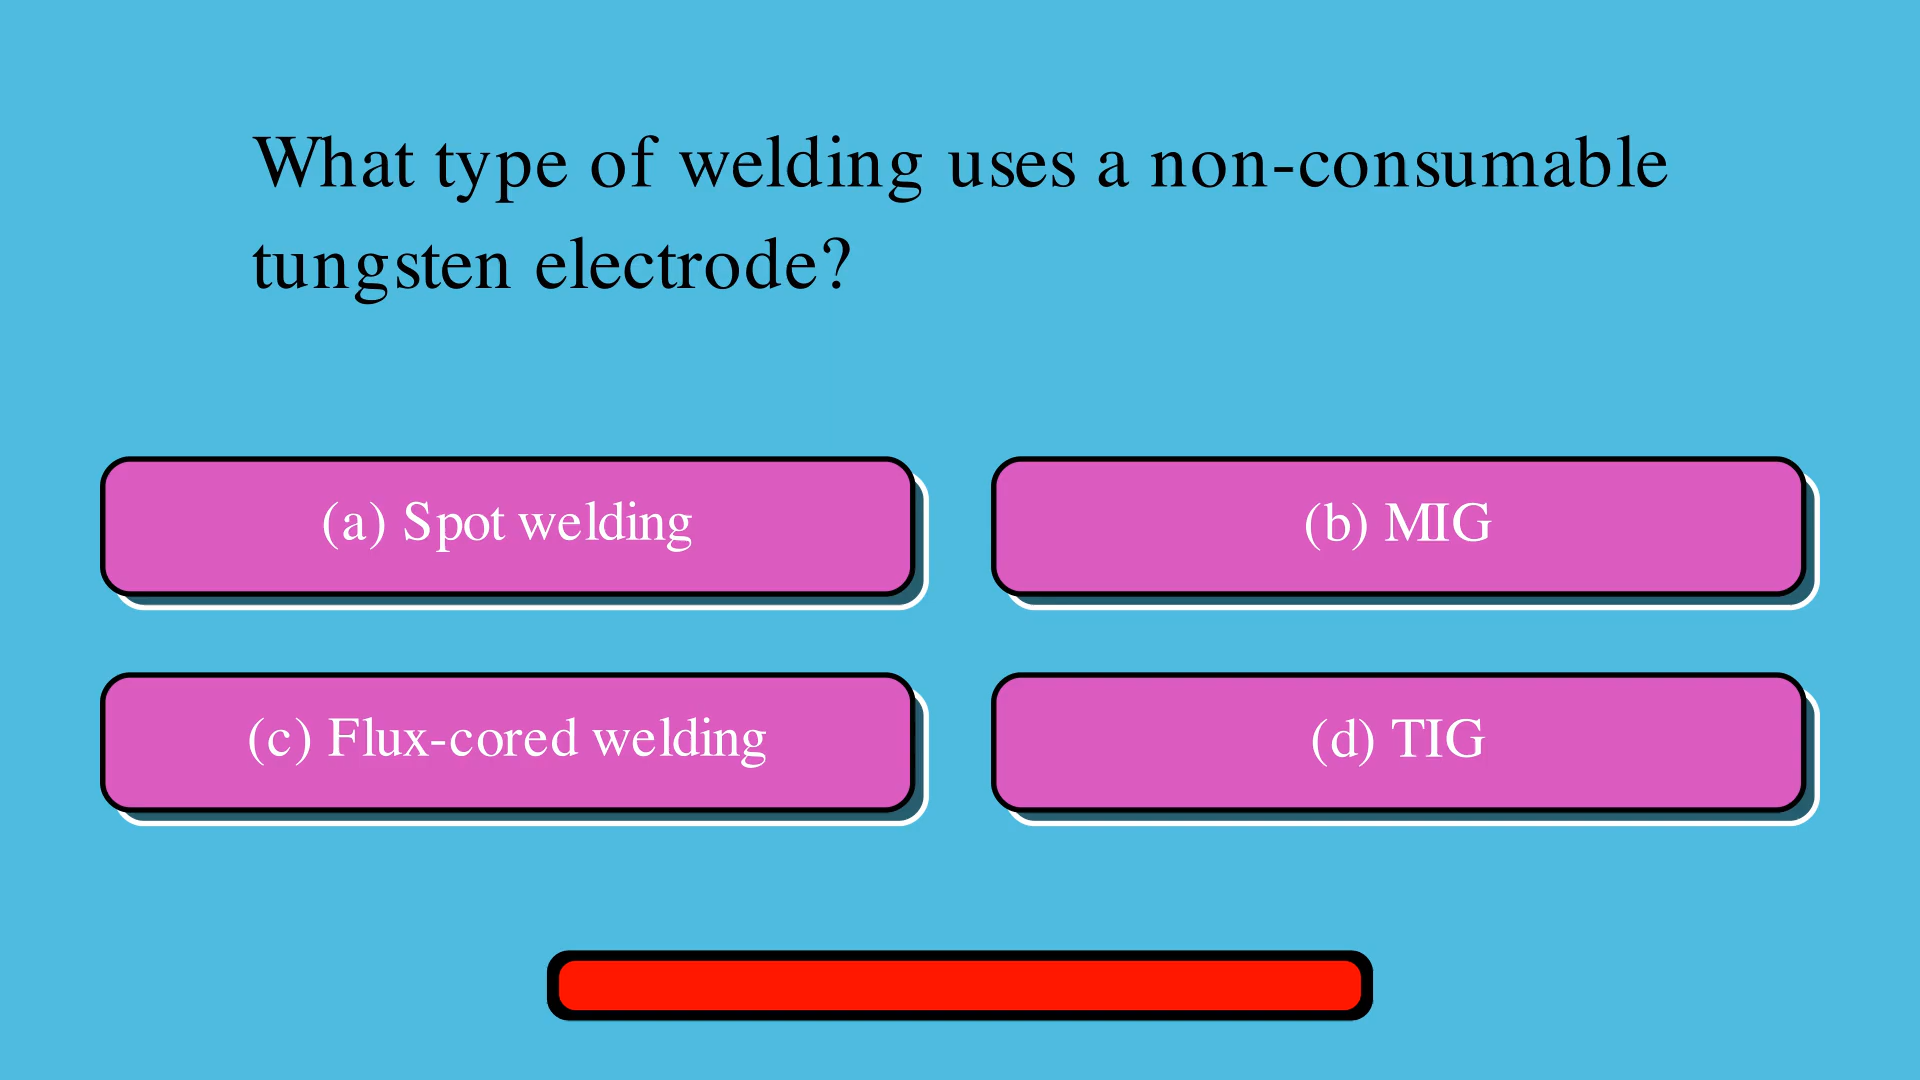 What type of welding uses a non-consumable
tungsten electrode?
(a) Spot welding
(b) MIG
(c) Flux-cored welding
(d) TIG